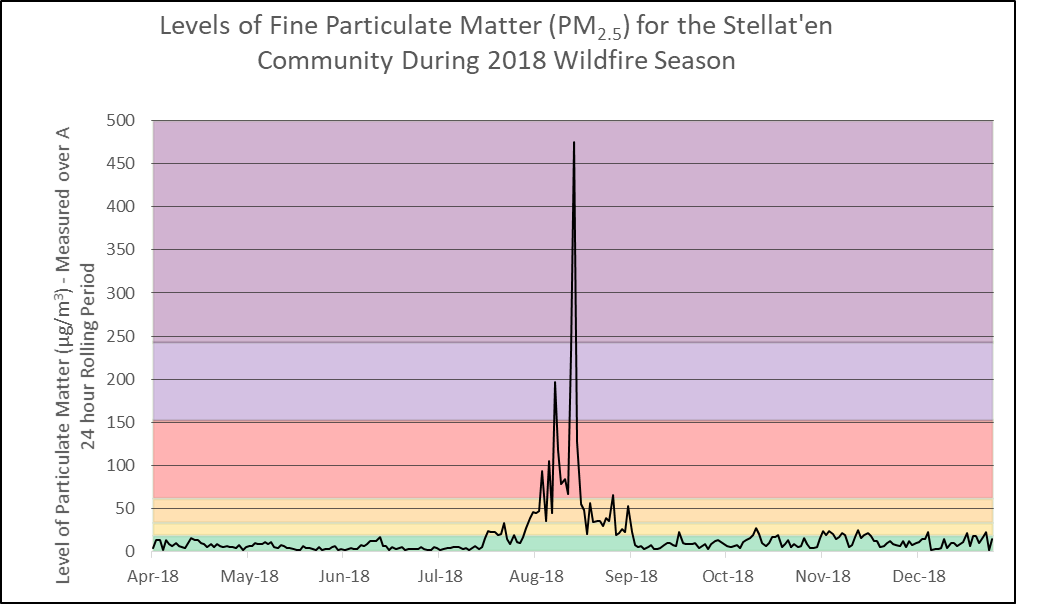 Levels of Fine Particulate Matter (PM2.5) for the Stellat'en
Community During 2018 Wildfire Season
Level of Particulate Matter (µg/m³) - Measured over A
24 hour Rolling Period
500
450
400
350
300
250
200
150
100
50
0
Apr-18 May-18 Jun-18 Jul-18 Aug-18 Sep-18 Oct-18 Nov-18 Dec-18